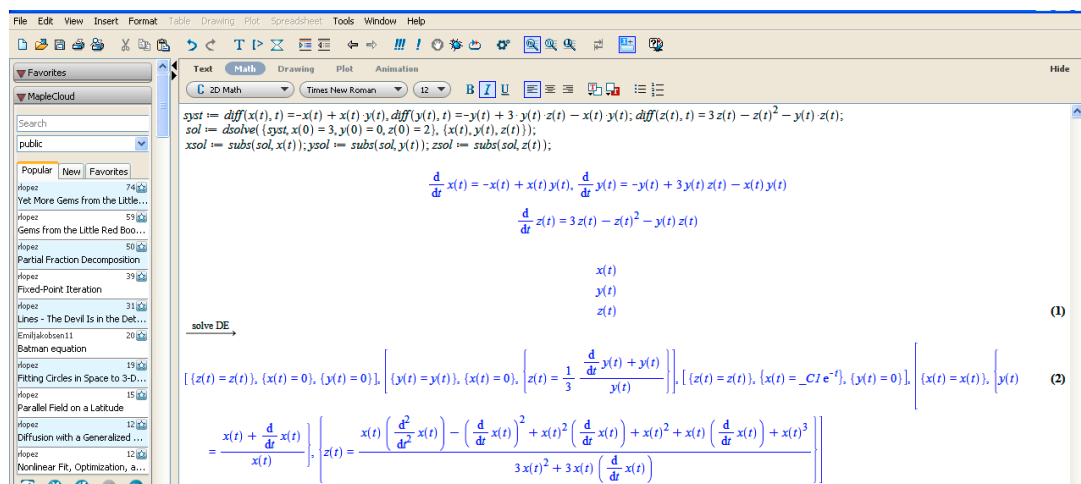 File Edit View Insert Format Table Drawing Plot Spreadsheet Tools Window Help
Favorites
MapleCloud
Search
public
Popular New Favorites
rlopez 74
Yet More Gems from the Little...
rlopez 59
Gems from the Little Red Boo...
rlopez 50
Partial Fraction Decomposition
rlopez 39
Fixed-Point Iteration
rlopez 31
Lines - The Devil Is in the Det...
Emiljakobsen11 20
Batman equation
rlopez 19
Fitting Circles in Space to 3-D...
rlopez 15
Parallel Field on a Latitude
rlopez 12
Diffusion with a Generalized ...
rlopez 12
Nonlinear Fit, Optimization, a...
Text Math Drawing Plot Animation Hide
C 2D Math Times New Roman 12 B I U
syst := diff(x(t), t) =-x(t) + x(t)·y(t), diff(y(t), t) =-y(t) + 3·y(t)·z(t) − x(t)·y(t); diff(z(t), t) = 3 z(t) − z(t)^2 − y(t)·z(t);
sol := dsolve({syst, x(0) = 3, y(0) = 0, z(0) = 2}, {x(t), y(t), z(t)});
xsol := subs(sol, x(t)); ysol := subs(sol, y(t)); zsol := subs(sol, z(t));
d/dt x(t) = -x(t) + x(t) y(t), d/dt y(t) = -y(t) + 3 y(t) z(t) − x(t) y(t)
d/dt z(t) = 3 z(t) − z(t)^2 − y(t) z(t)
x(t)
y(t)
z(t) (1)
solve DE
[{z(t) = z(t)}, {x(t) = 0}, {y(t) = 0}], [{y(t) = y(t)}, {x(t) = 0}, {z(t) = 1/3 (d/dt y(t) + y(t))/y(t)}], [{z(t) = z(t)}, {x(t) = _C1 e^-t}, {y(t) = 0}], [{x(t) = x(t)}, {y(t) (2)
= (x(t) + d/dt x(t))/x(t)}, {z(t) = (x(t) (d^2/dt^2 x(t)) − (d/dt x(t))^2 + x(t)^2 (d/dt x(t)) + x(t)^2 + x(t) (d/dt x(t)) + x(t)^3)/(3 x(t)^2 + 3 x(t) (d/dt x(t)))}]